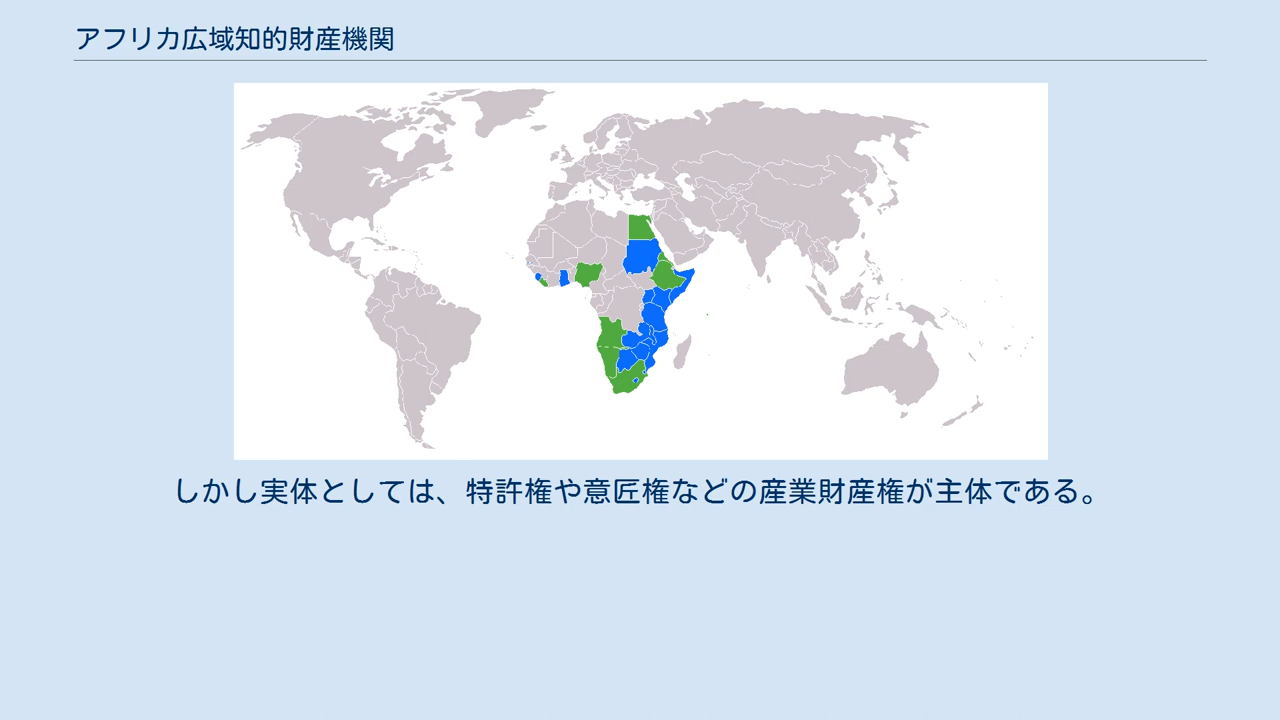 アフリカ広域知的財産機関
しかし実体としては、特許権や意匠権などの産業財産権が主体である。